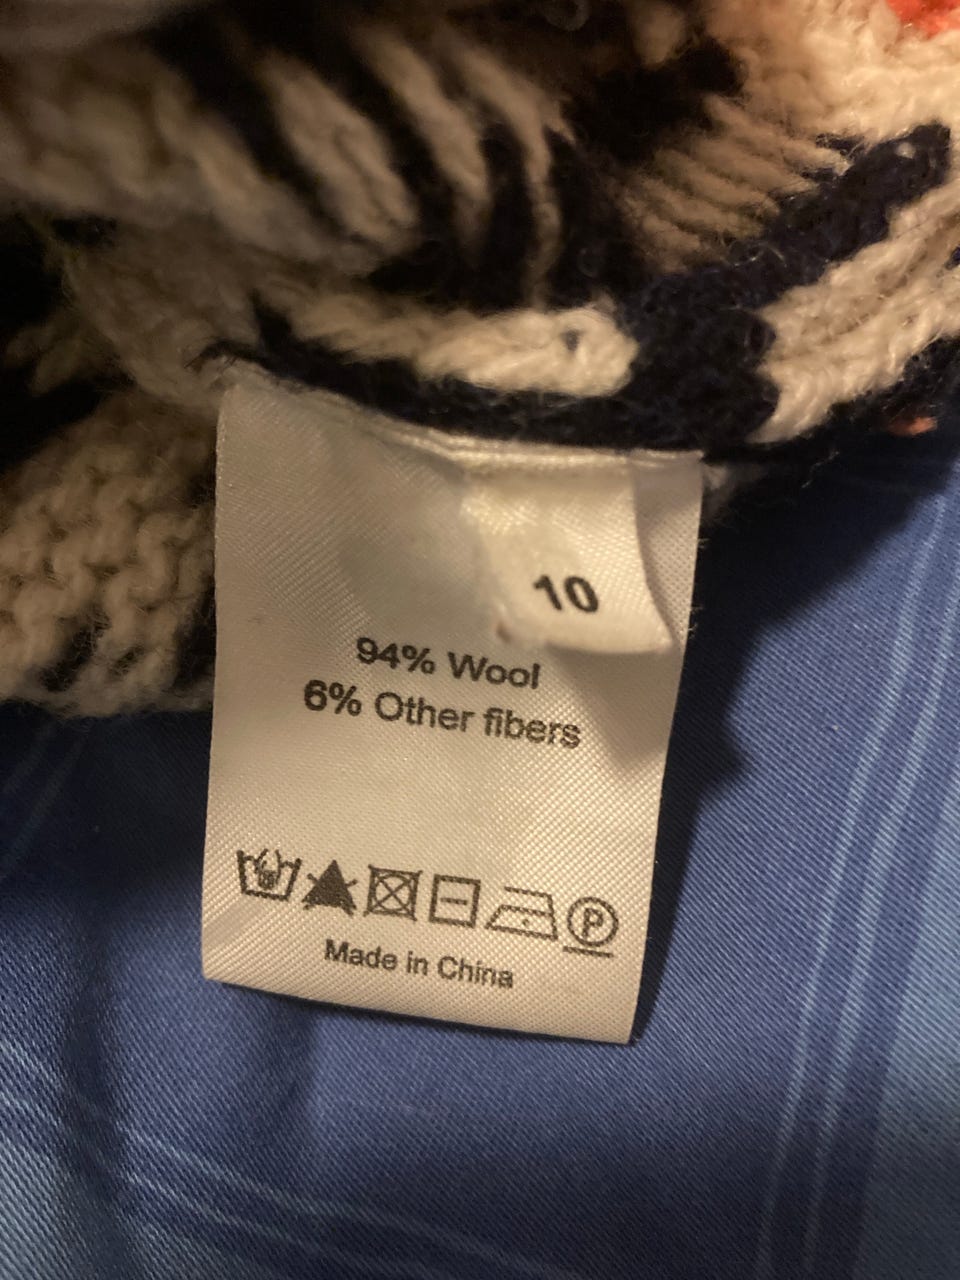 10
94% Wool
6% Other fibers
P
Made in China